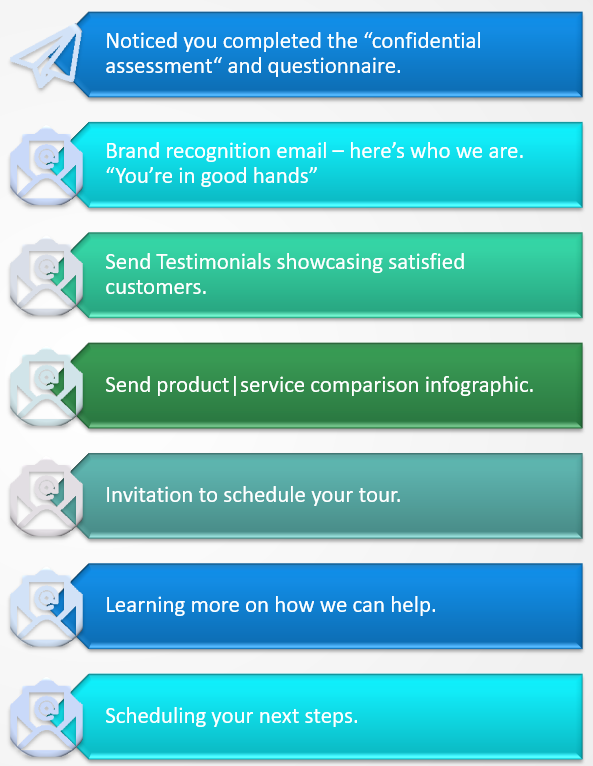 Noticed you completed the “confidential
assessment“ and questionnaire.
Brand recognition email – here’s who we are.
“You’re in good hands”
Send Testimonials showcasing satisfied
customers.
Send product|service comparison infographic.
Invitation to schedule your tour.
Learning more on how we can help.
Scheduling your next steps.